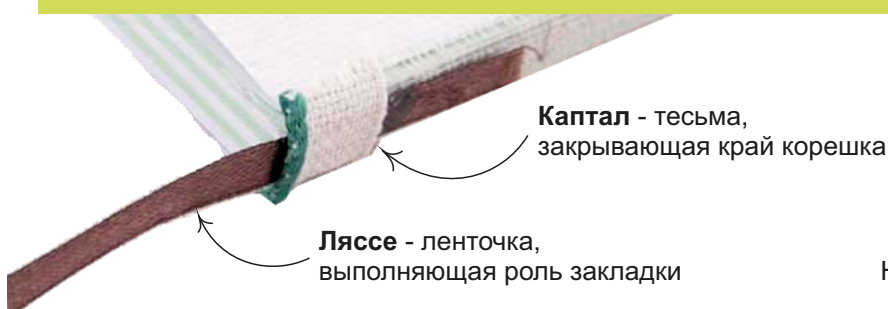 Каптал - тесьма,
закрывающая край корешка
Ляссе - ленточка,
выполняющая роль закладки